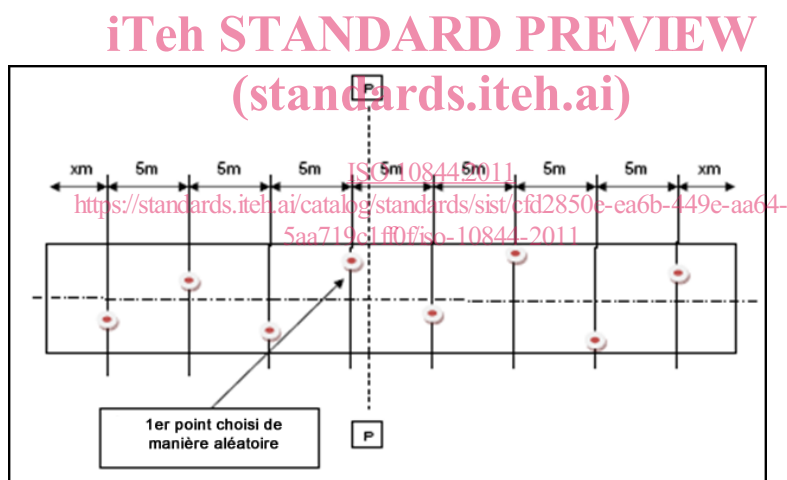 iTeh STANDARD PREVIEW
(standards.iteh.ai)
P
xm 5m 5m 5m 5m 5m 5m 5m xm
ISO 10844:2011
https://standards.iteh.ai/catalog/standards/sist/cfd2850e-ea6b-449e-aa64-
5aa719c1ff0f/iso-10844-2011
1er point choisi de
manière aléatoire
P